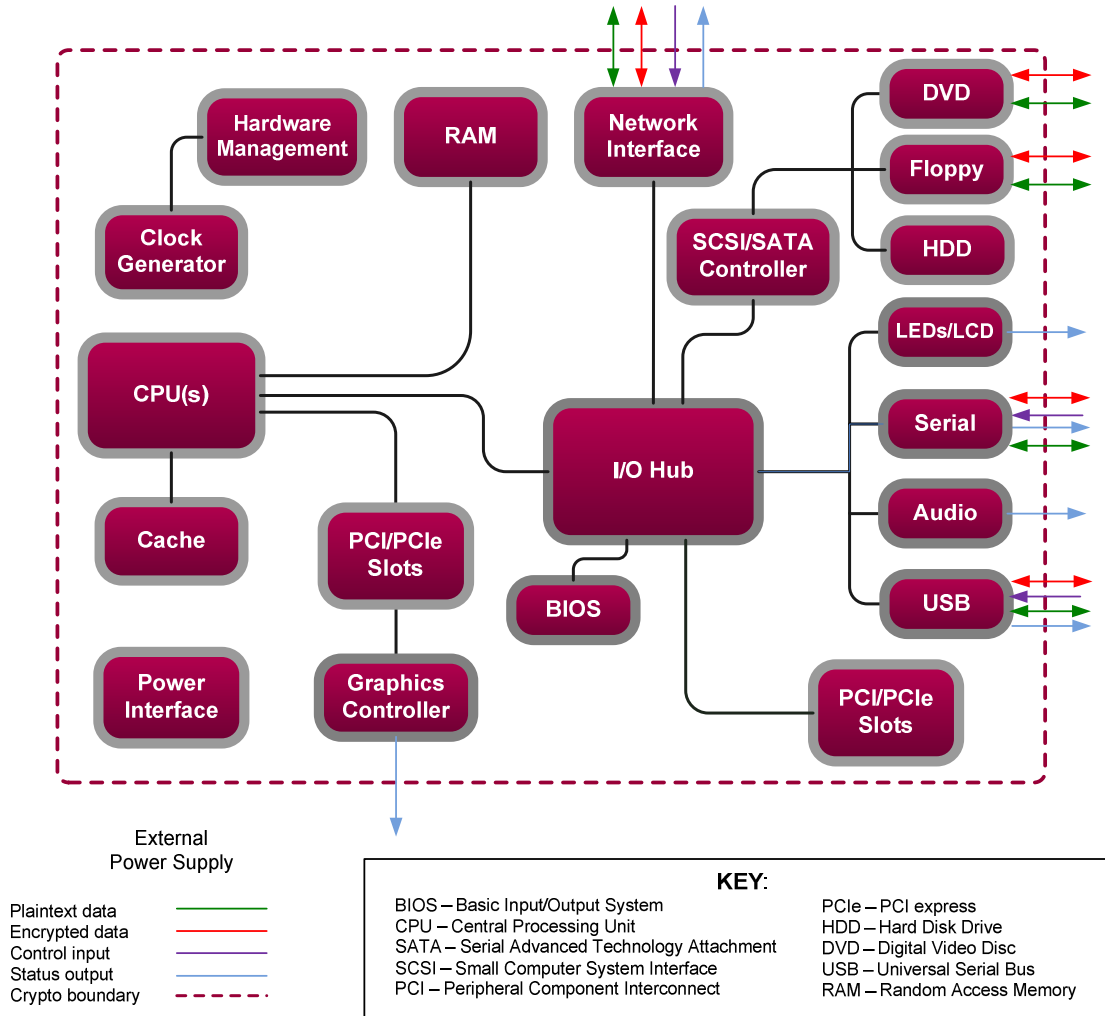 DVD
Hardware
Management
RAM
Network
Interface
Floppy
Clock
Generator
SCSI/SATA
Controller
HDD
LEDs/LCD
CPU(s)
Serial
I/O Hub
Cache
PCI/PCIe
Slots
Audio
BIOS
USB
Power
Interface
Graphics
Controller
PCI/PCIe
Slots
External
Power Supply
Plaintext data
Encrypted data
Control input
Status output
Crypto boundary
KEY:
BIOS – Basic Input/Output System
CPU – Central Processing Unit
SATA – Serial Advanced Technology Attachment
SCSI – Small Computer System Interface
PCI – Peripheral Component Interconnect
PCIe – PCI express
HDD – Hard Disk Drive
DVD – Digital Video Disc
USB – Universal Serial Bus
RAM – Random Access Memory